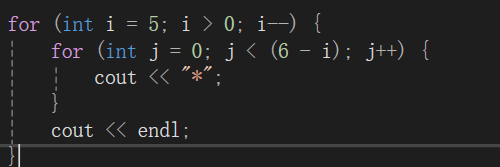 for (int i = 5; i > 0; i--) {
    for (int j = 0; j < (6 - i); j++) {
        cout << "*";
    }
    cout << endl;
}